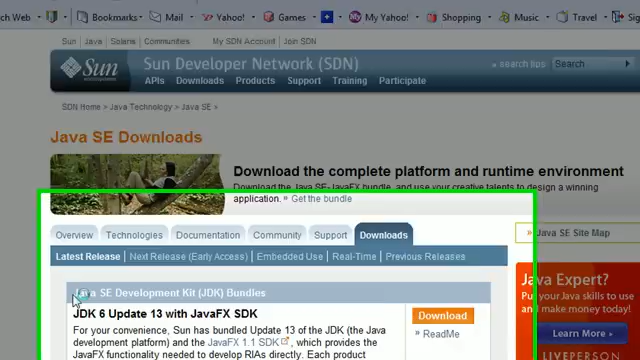 rch Web Bookmarks Mail Yahoo! Games My Yahoo! Shopping Music Travel Sig
Sun Java Solaris Communities My SDN Account Join SDN
Sun
Sun Developer Network (SDN)
» search tips Search
APIs Downloads Products Support Training Participate
SDN Home > Java Technology > Java SE >
Java SE Downloads
Download the complete platform and runtime environment
Download the Java SE-JavaFX bundle, and use your creative talents to design a winning
application. » Get the bundle
Overview Technologies Documentation Community Support Downloads
» Java SE Site Map
Latest Release | Next Release (Early Access) | Embedded Use | Real-Time | Previous Releases
Java SE Development Kit (JDK) Bundles
JDK 6 Update 13 with JavaFX SDK
Download
For your convenience, Sun has bundled Update 13 of the JDK (the Java
development platform) and the JavaFX 1.1 SDK, which provides the
» ReadMe
JavaFX functionality needed to develop RIAs directly. Each product
Java Expert?
Put your Java skills to use
and make money today!
Learn More ›
LIVEPERSON